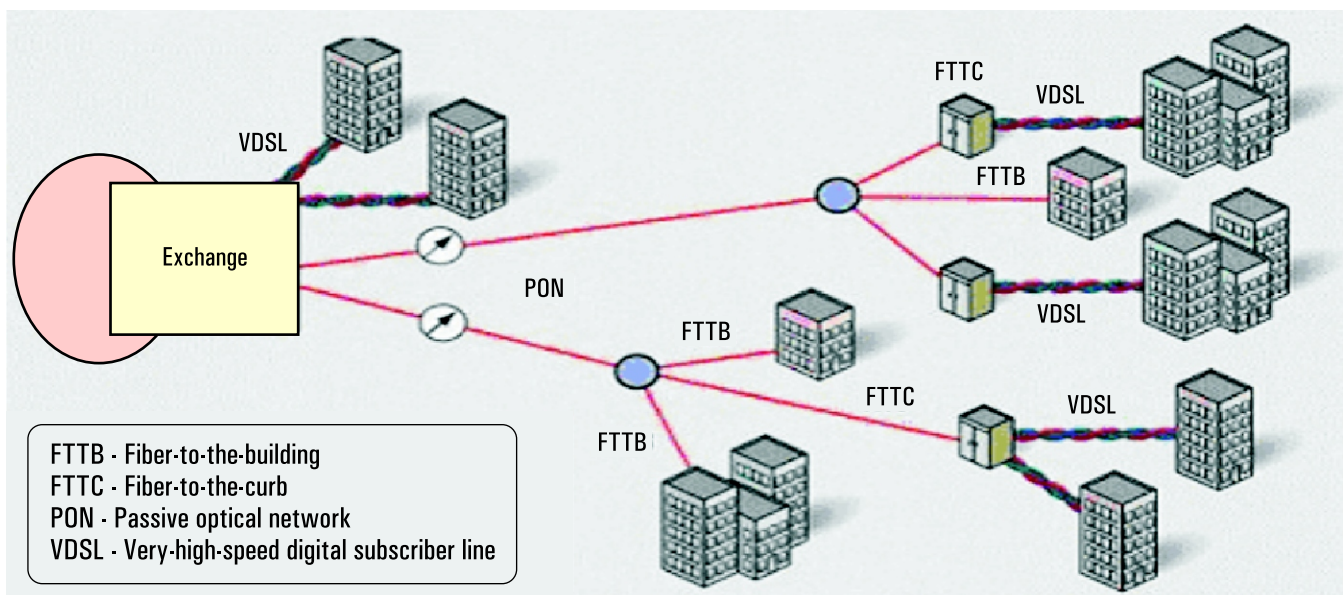 FTTC
VDSL
VDSL
FTTB
Exchange
PON
VDSL
FTTB
FTTC
VDSL
FTTB
FTTB - Fiber-to-the-building
FTTC - Fiber-to-the-curb
PON - Passive optical network
VDSL - Very-high-speed digital subscriber line